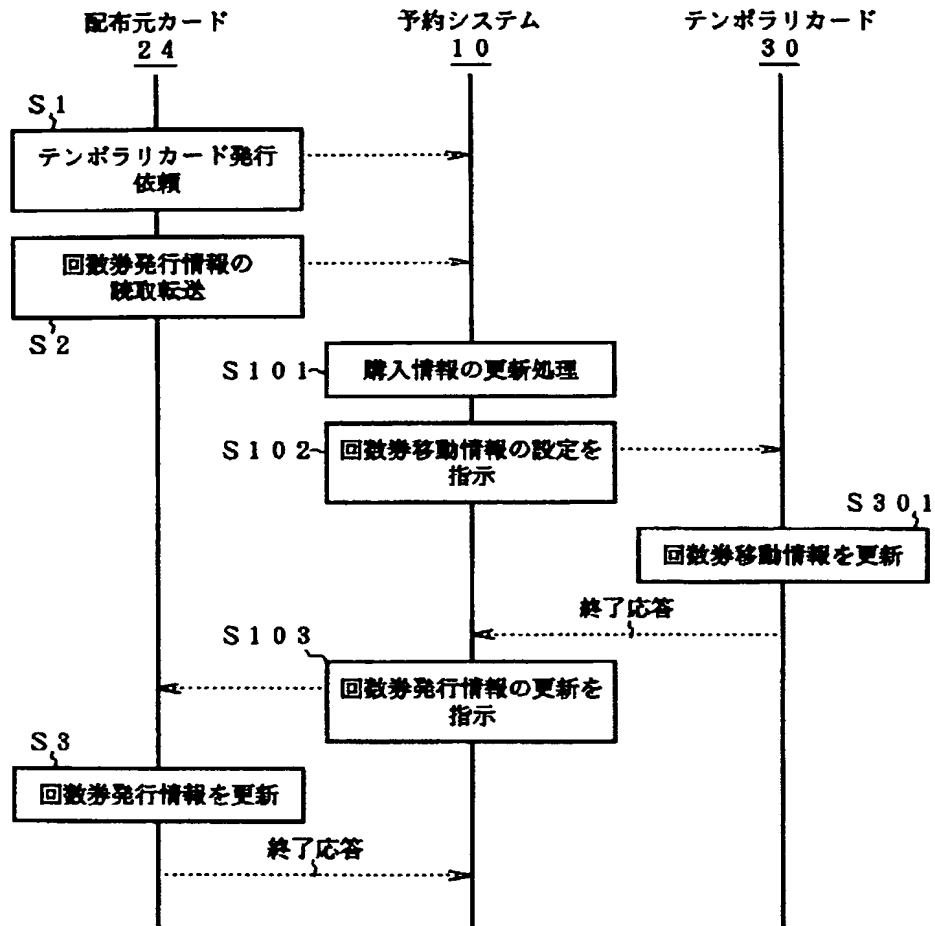 配布元カード
24
予約システム
10
テンポラリカード
30
S1
テンポラリカード発行
依頼
回数券発行情報の
読取転送
S2
S101
購入情報の更新処理
S102
回数券移動情報の設定を
指示
S301
回数券移動情報を更新
終了応答
S103
回数券発行情報の更新を
指示
S3
回数券発行情報を更新
終了応答